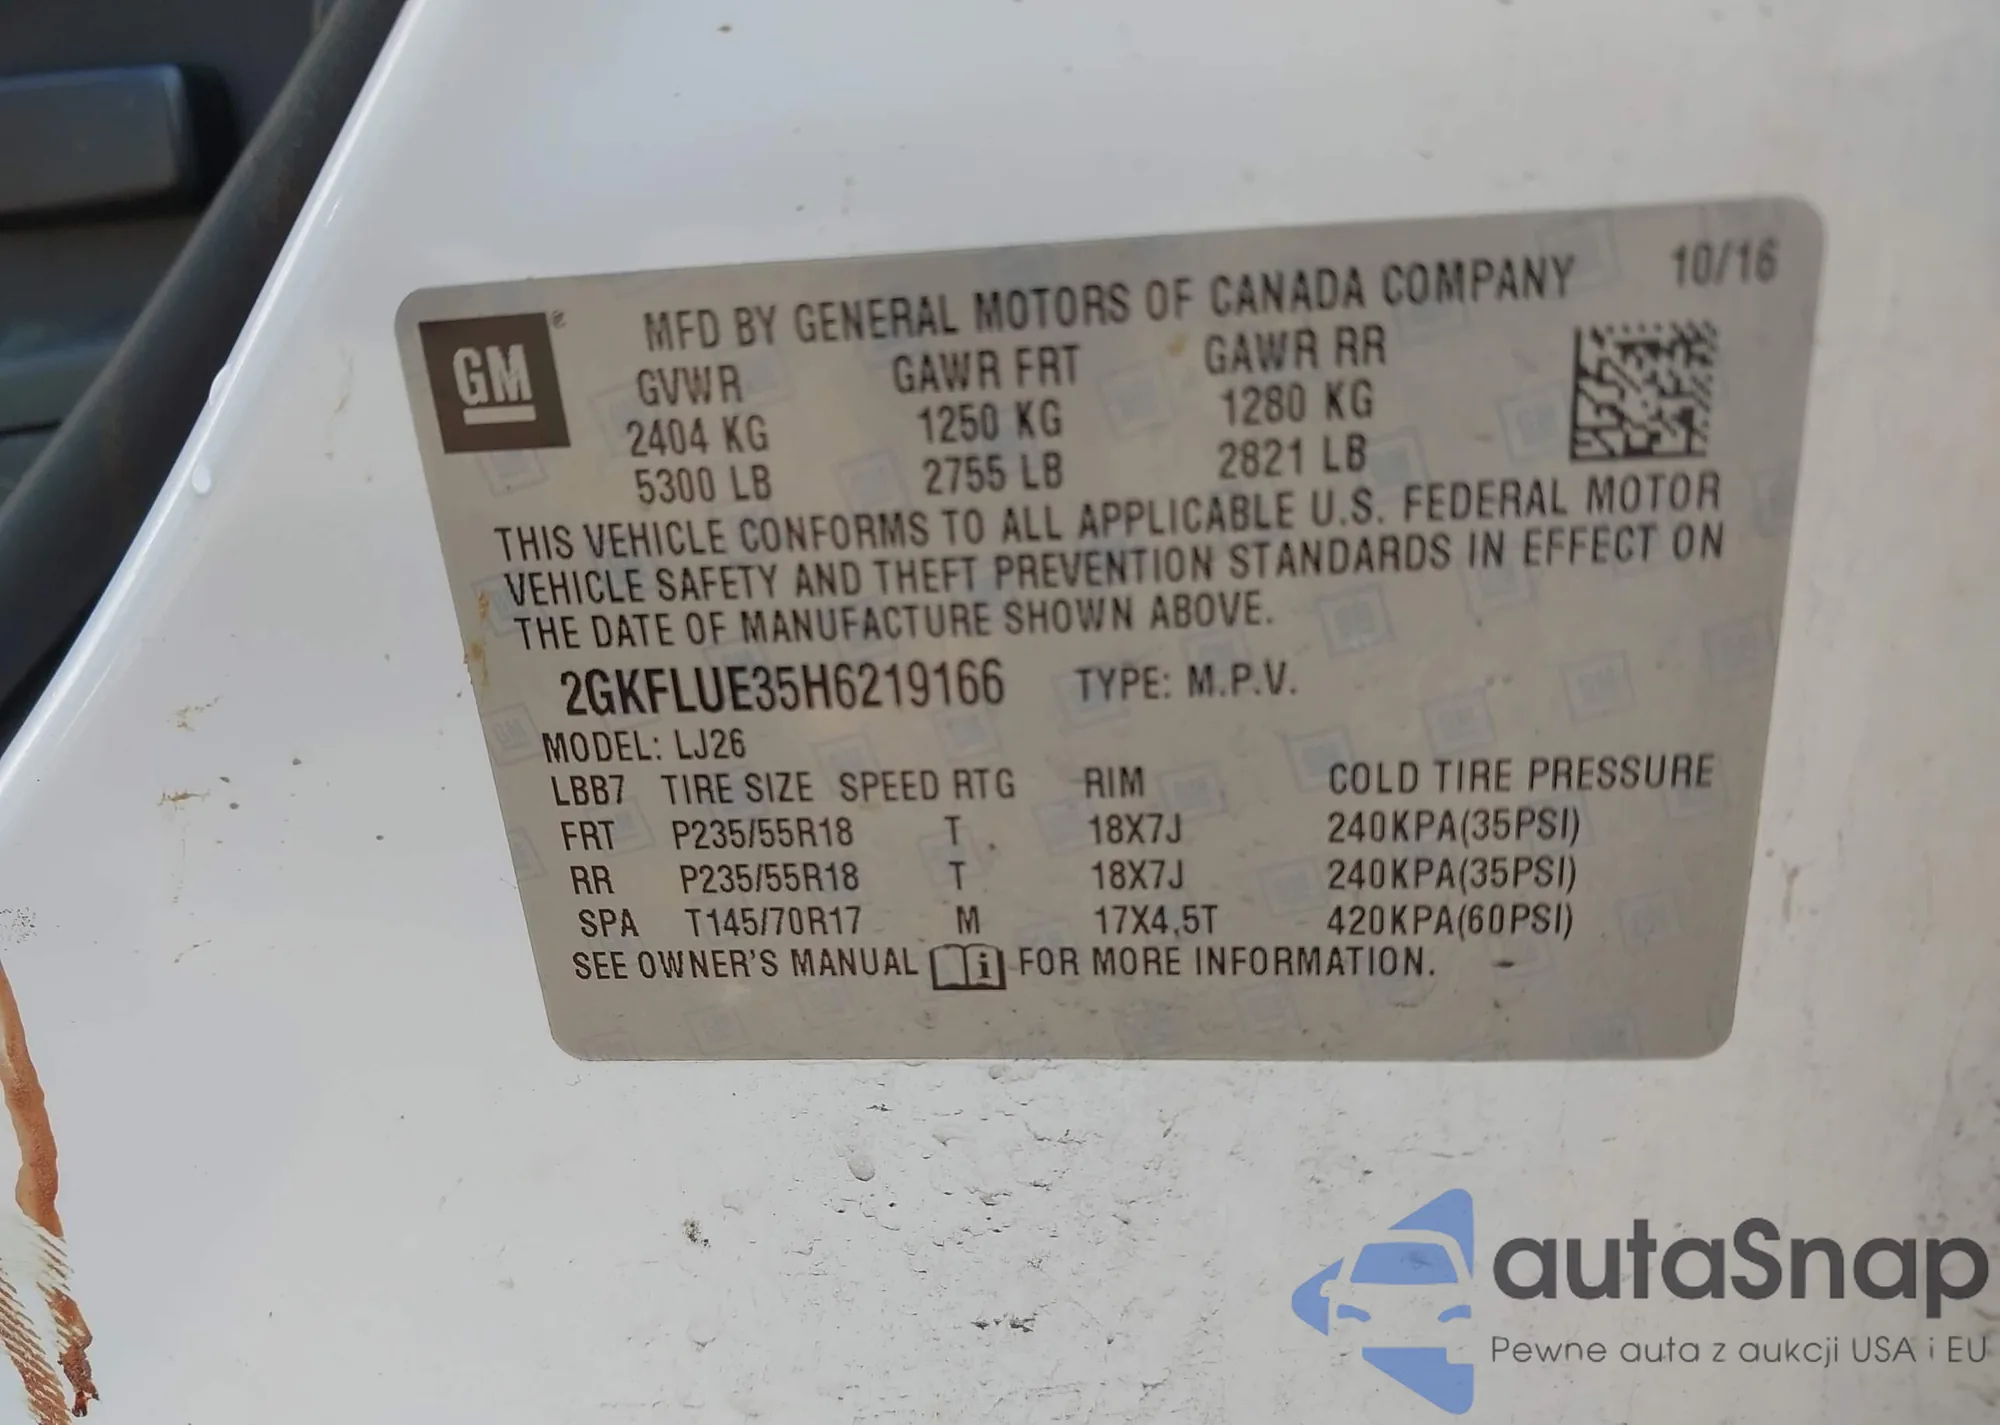 MFD BY GENERAL MOTORS OF CANADA COMPANY 10/16
GM ®
GVWR GAWR FRT GAWR RR
2404 KG 1250 KG 1280 KG
5300 LB 2755 LB 2821 LB
THIS VEHICLE CONFORMS TO ALL APPLICABLE U.S. FEDERAL MOTOR
VEHICLE SAFETY AND THEFT PREVENTION STANDARDS IN EFFECT ON
THE DATE OF MANUFACTURE SHOWN ABOVE.
2GKFLUE35H6219166 TYPE: M.P.V.
MODEL: LJ26
LBB7 TIRE SIZE SPEED RTG RIM COLD TIRE PRESSURE
FRT P235/55R18 T 18X7J 240KPA(35PSI)
RR P235/55R18 T 18X7J 240KPA(35PSI)
SPA T145/70R17 M 17X4,5T 420KPA(60PSI)
SEE OWNER'S MANUAL i FOR MORE INFORMATION.
autaSnap
Pewne auta z aukcji USA i EU